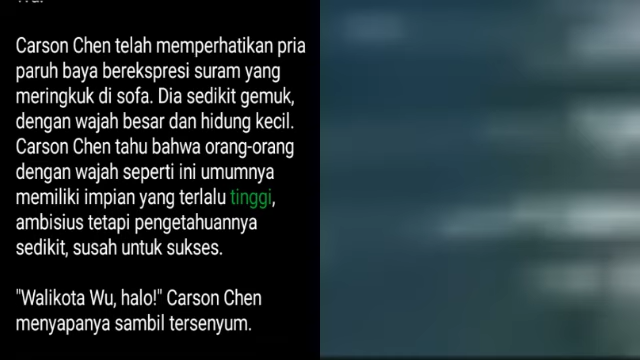 Carson Chen telah memperhatikan pria
paruh baya berekspresi suram yang
meringkuk di sofa. Dia sedikit gemuk,
dengan wajah besar dan hidung kecil.
Carson Chen tahu bahwa orang-orang
dengan wajah seperti ini umumnya
memiliki impian yang terlalu tinggi,
ambisius tetapi pengetahuannya
sedikit, susah untuk sukses.
"Walikota Wu, halo!" Carson Chen
menyapanya sambil tersenyum.